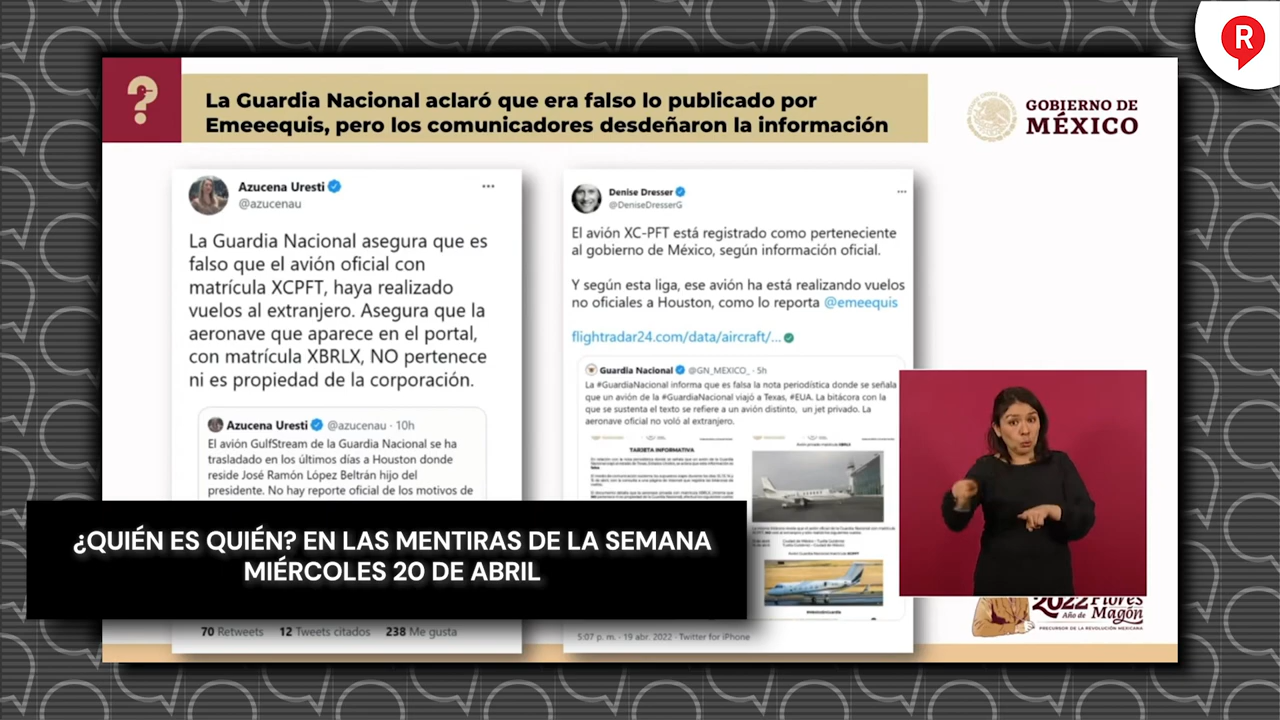 R
?
La Guardia Nacional aclaró que era falso lo publicado por
Emeeequis, pero los comunicadores desdeñaron la información
GOBIERNO DE
MÉXICO
Azucena Uresti
@azucenau
La Guardia Nacional asegura que es
falso que el avión oficial con
matrícula XCPFT, haya realizado
vuelos al extranjero. Asegura que la
aeronave que aparece en el portal,
con matrícula XBRLX, NO pertenece
ni es propiedad de la corporación.
Azucena Uresti @azucenau · 10h
El avión GulfStream de la Guardia Nacional se ha
trasladado en los últimos días a Houston donde
reside José Ramón López Beltrán hijo del
presidente. No hay reporte oficial de los motivos de
70 Retweets 12 Tweets citados 238 Me gusta
Denise Dresser
@DeniseDresserG
El avión XC-PFT está registrado como perteneciente
al gobierno de México, según información oficial.
Y según esta liga, ese avión ha está realizando vuelos
no oficiales a Houston, como lo reporta @emeequis
flightradar24.com/data/aircraft/...
Guardia Nacional @GN_MEXICO_ · 5h
La #GuardiaNacional informa que es falsa la nota periodística donde se señala
que un avión de la #GuardiaNacional viajó a Texas, #EUA. La bitácora con la
que se sustenta el texto se refiere a un avión distinto, un jet privado. La
aeronave oficial no voló al extranjero.
TARJETA INFORMATIVA
5:07 p. m. · 19 abr. 2022 · Twitter for iPhone
¿QUIÉN ES QUIÉN? EN LAS MENTIRAS DE LA SEMANA
MIÉRCOLES 20 DE ABRIL
2022 Flores
Año de Magón
PRECURSOR DE LA REVOLUCIÓN MEXICANA